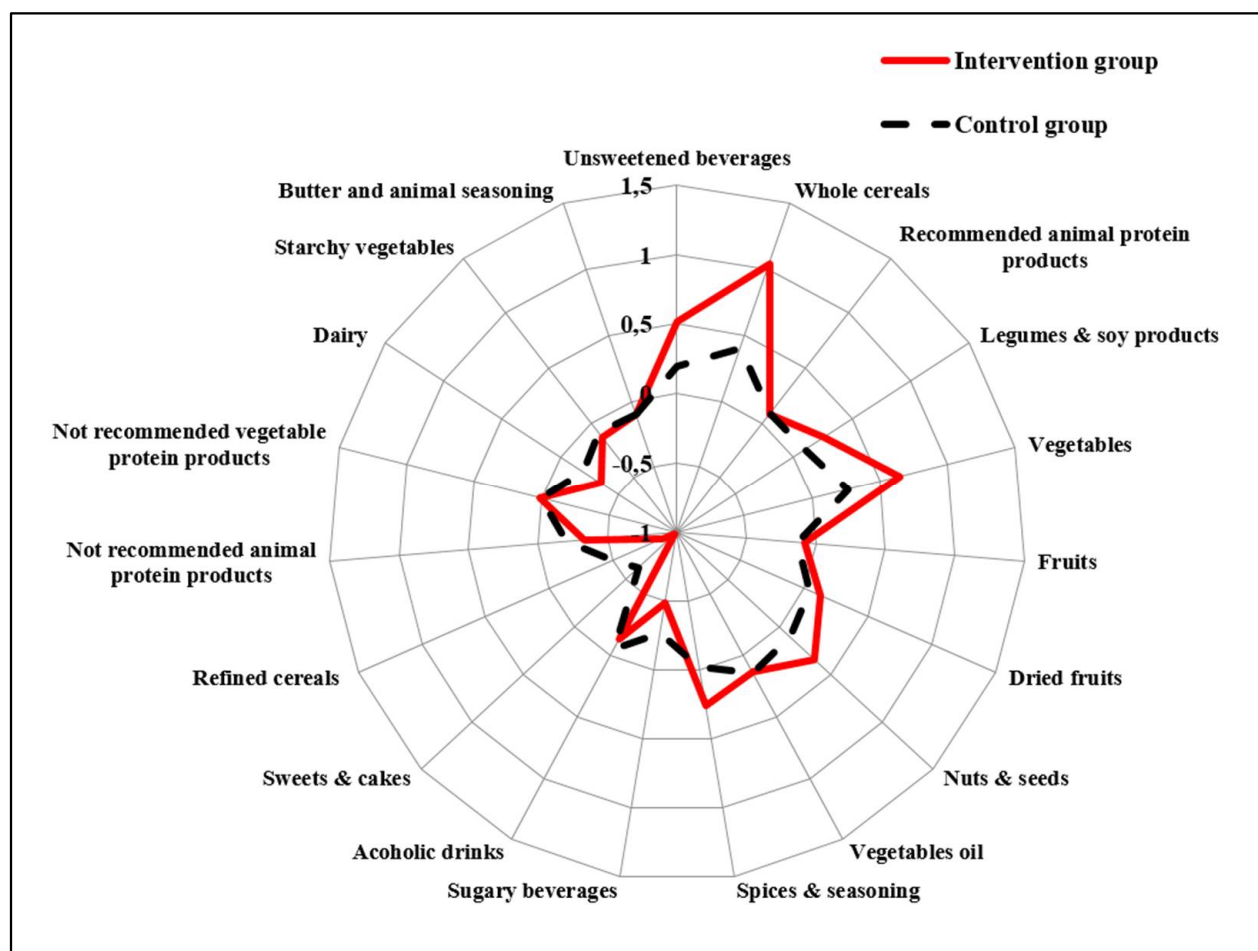 Intervention group
Control group
Unsweetened beverages
Butter and animal seasoning
1,5
Whole cereals
Starchy vegetables
1
Recommended animal protein
products
Dairy
0,5
Legumes & soy products
0
Not recommended vegetable
protein products
-0,5
Vegetables
Not recommended animal
protein products
-1
Fruits
Refined cereals
Dried fruits
Sweets & cakes
Nuts & seeds
Acoholic drinks
Vegetables oil
Sugary beverages
Spices & seasoning